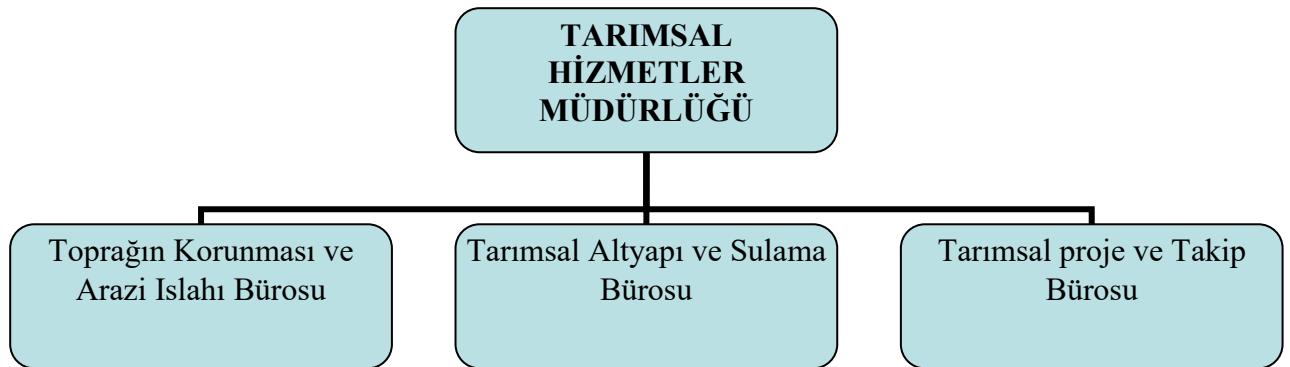 TARIMSAL
HİZMETLER
MÜDÜRLÜĞÜ
Toprağın Korunması ve
Arazi Islahı Bürosu
Tarımsal Altyapı ve Sulama
Bürosu
Tarımsal proje ve Takip
Bürosu